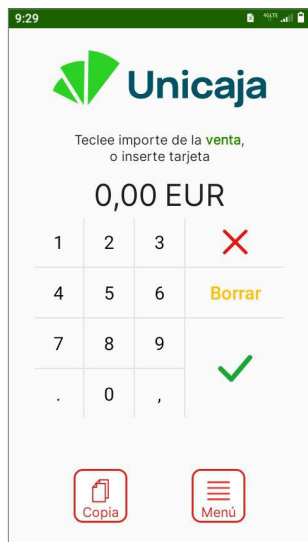 9:29
4GLTE
Unicaja
Teclee importe de la venta,
o inserte tarjeta
0,00 EUR
1 2 3
4 5 6 Borrar
7 8 9
. 0 ,
Copia Menú